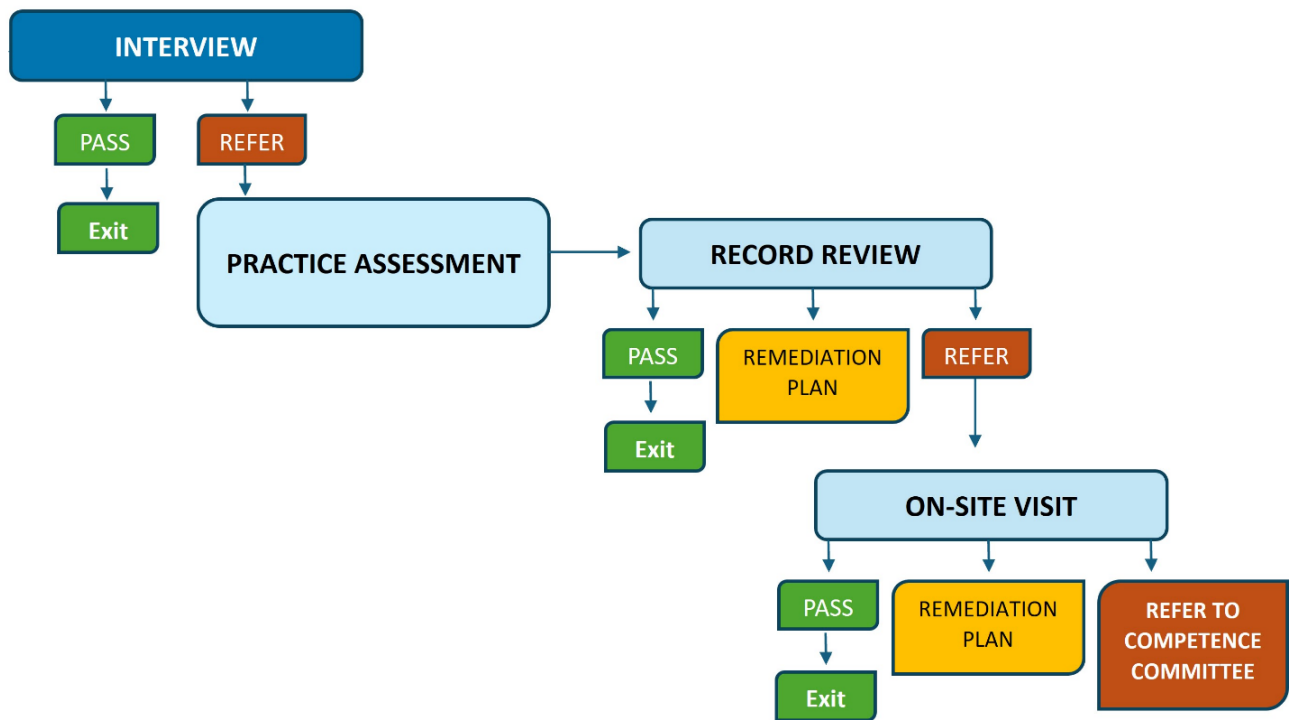 INTERVIEW
PASS
REFER
Exit
PRACTICE ASSESSMENT
RECORD REVIEW
PASS
REMEDIATION
PLAN
REFER
Exit
ON-SITE VISIT
PASS
REMEDIATION
PLAN
REFER TO
COMPETENCE
COMMITTEE
Exit